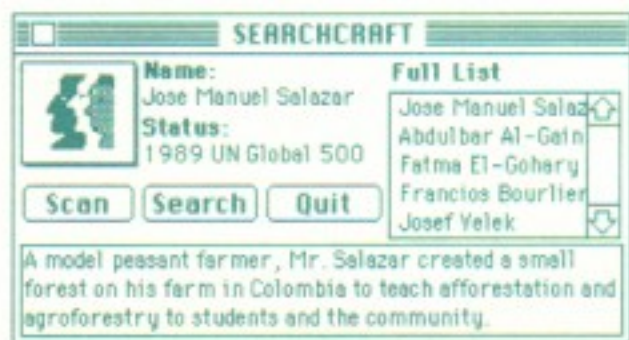 SEARCHCRAFT
Name:
Jose Manuel Salazar
Status:
1989 UN Global 500
Scan
Search
Quit
Full List
Jose Manuel Salaz
Abdulbar Al-Gain
Fatma El-Gohary
Francios Bourlier
Josef Velek
A model peasant farmer, Mr. Salazar created a small
forest on his farm in Colombia to teach afforestation and
agroforestry to students and the community.